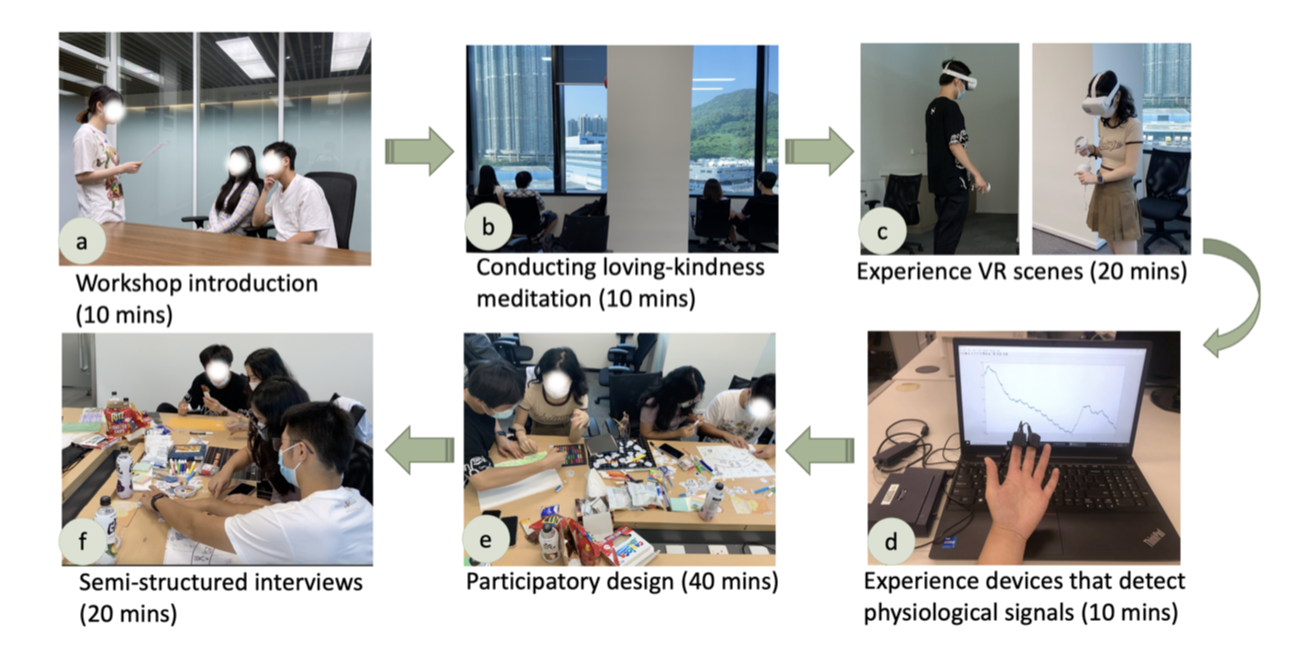 a
Workshop introduction
(10 mins)
b
Conducting loving-kindness
meditation (10 mins)
c
Experience VR scenes (20 mins)
d
Experience devices that detect
physiological signals (10 mins)
ThinkPad
e
Participatory design (40 mins)
f
Semi-structured interviews
(20 mins)